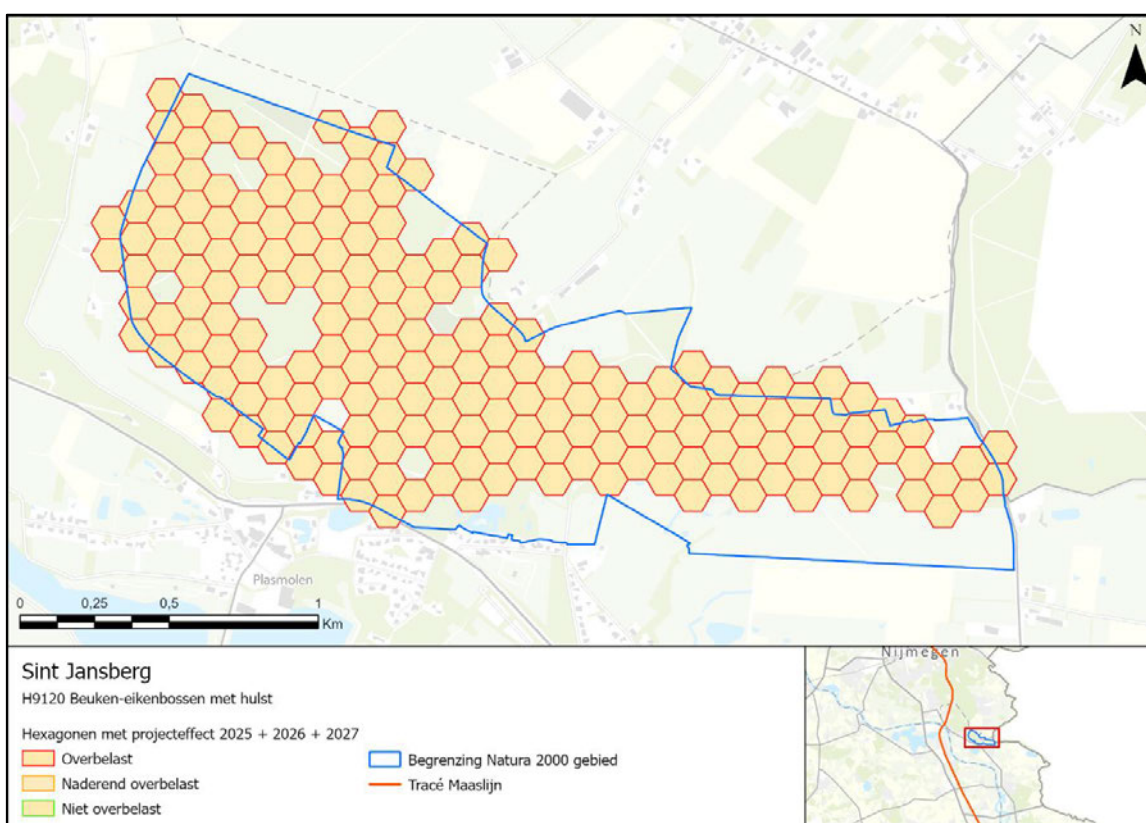 N
Plasmolen
0 0,25 0,5 1
Km
Sint Jansberg
H9120 Beuken-eikenbossen met hulst
Hexagonen met projecteffect 2025 + 2026 + 2027
Overbelast
Naderend overbelast
Niet overbelast
Begrenzing Natura 2000 gebied
Tracé Maaslijn
Nijmegen